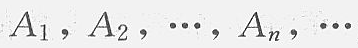 A₁, A₂, ⋯, Aₙ, ⋯